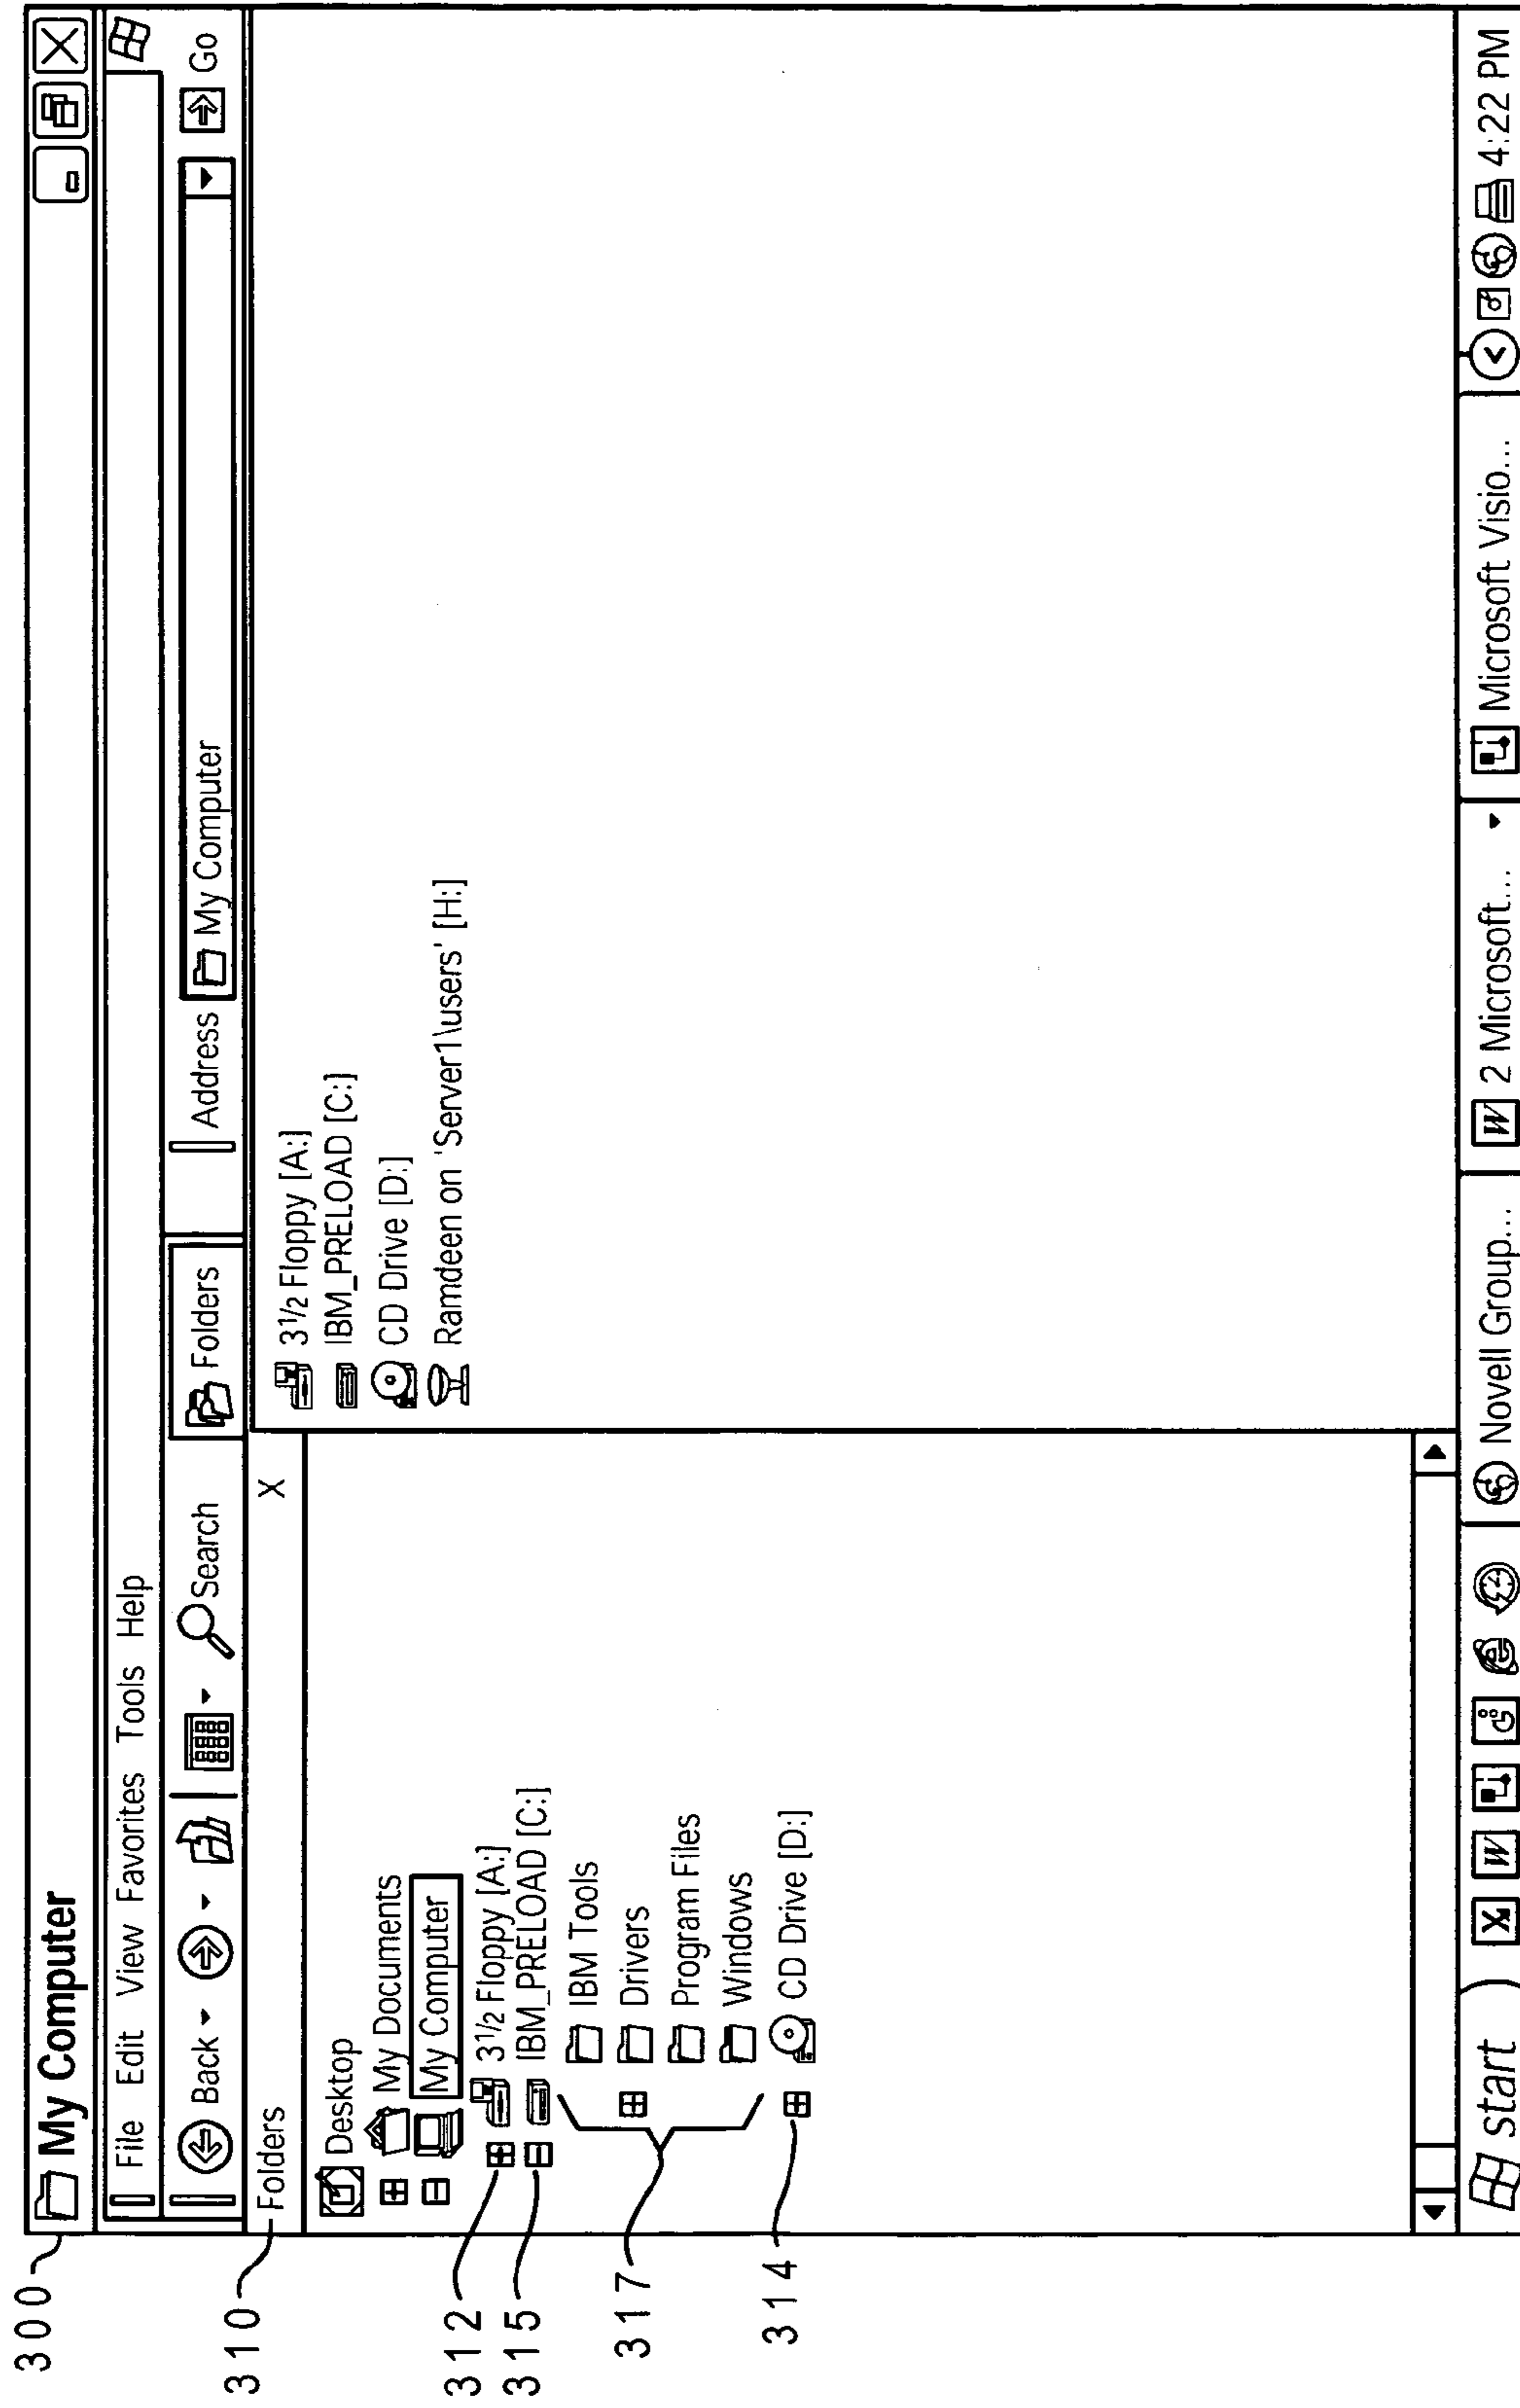 300
My Computer
File Edit View Favorites Tools Help
Back Search Folders Address My Computer Go
310
Folders X
Desktop
My Documents
My Computer
312
3½ Floppy [A:]
315
IBM_PRELOAD [C:]
317
IBM Tools
Drivers
Program Files
Windows
314
CD Drive [D:]
3½ Floppy [A:]
IBM_PRELOAD [C:]
CD Drive [D:]
Ramdeen on 'Server1\users' [H:]
start X W e Novell Group... W 2 Microsoft... Microsoft Visio... 4:22 PM